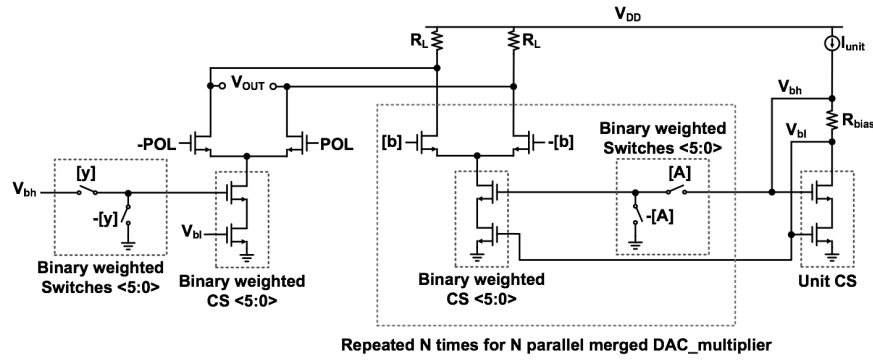 V_DD
R_L
R_L
I_unit
V_OUT
V_bh
R_bias
V_bl
-POL
POL
[b]
-[b]
Binary weighted
Switches <5:0>
[A]
-[A]
[y]
V_bh
-[y]
V_bl
Binary weighted
Switches <5:0>
Binary weighted
CS <5:0>
Binary weighted
CS <5:0>
Unit CS
Repeated N times for N parallel merged DAC_multiplier